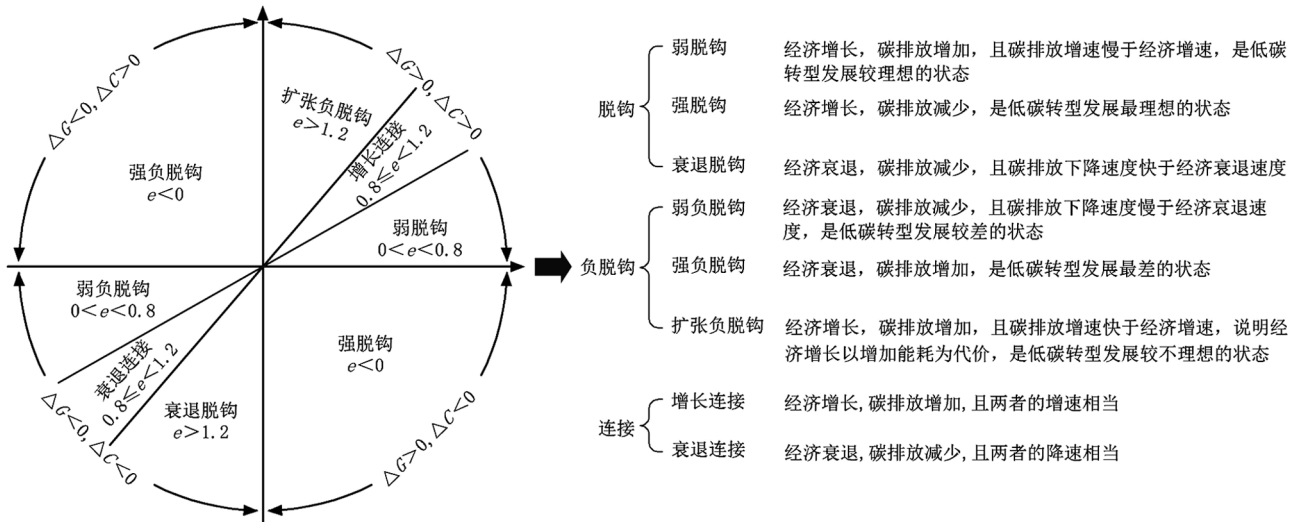 △G<0,△C>0
△G>0,△C>0
扩张负脱钩
e>1.2
增长连接
0.8≤e<1.2
强负脱钩
e<0
弱脱钩
0<e<0.8
弱负脱钩
0<e<0.8
衰退连接
0.8≤e<1.2
强脱钩
e<0
衰退脱钩
e>1.2
△G<0,△C<0
△G>0,△C<0
脱钩
弱脱钩 经济增长，碳排放增加，且碳排放增速慢于经济增速，是低碳
转型发展较理想的状态
强脱钩 经济增长，碳排放减少，是低碳转型发展最理想的状态
衰退脱钩 经济哀退，碳排放减少，且碳排放下降速度快于经济衰退速度
负脱钩
弱负脱钩 经济衰退，碳排放减少，且碳排放下降速度慢于经济哀退速
度，是低碳转型发展较差的状态
强负脱钩 经济衰退，碳排放增加，是低碳转型发展最差的状态
扩张负脱钩 经济增长，碳排放增加，且碳排放增速快于经济增速，说明经
济增长以增加能耗为代价，是低碳转型发展较不理想的状态
连接
增长连接 经济增长,碳排放增加,且两者的增速相当
衰退连接 经济衰退,碳排放减少,且两者的降速相当